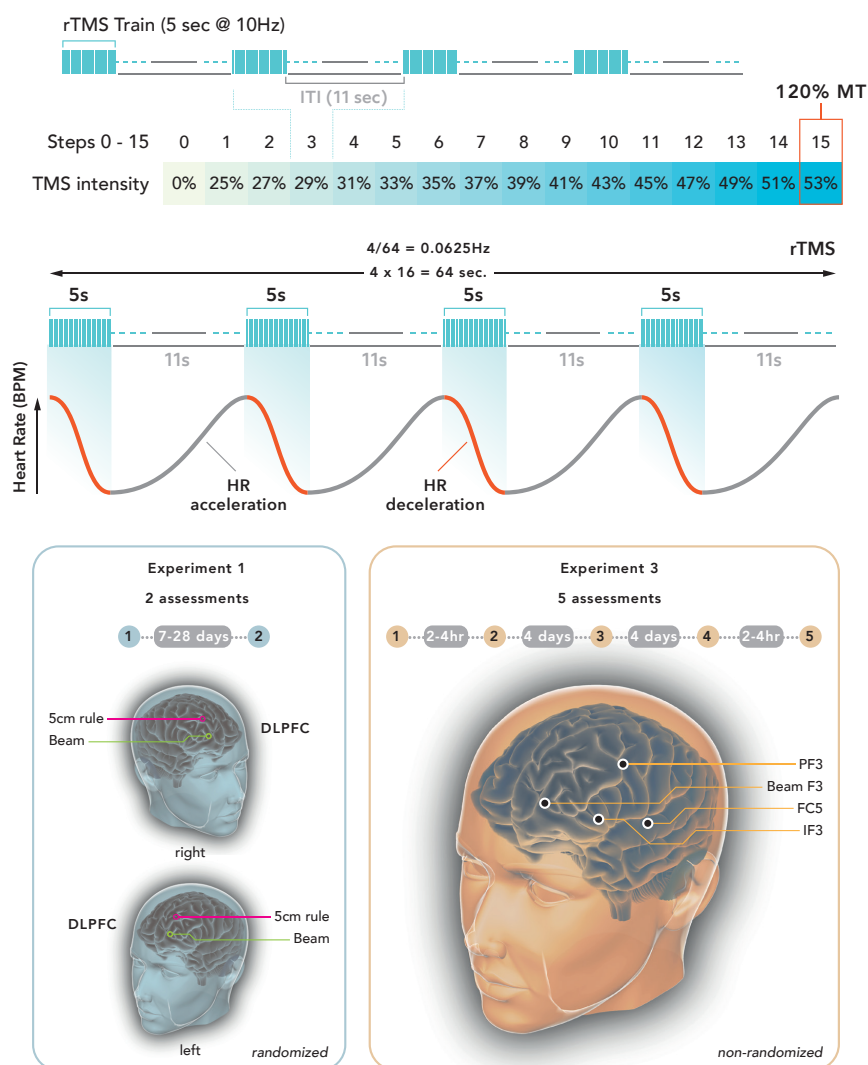 rTMS Train (5 sec @ 10Hz)
ITI (11 sec)
120% MT
Steps 0 - 15 0 1 2 3 4 5 6 7 8 9 10 11 12 13 14 15
TMS intensity 0% 25% 27% 29% 31% 33% 35% 37% 39% 41% 43% 45% 47% 49% 51% 53%
4/64 = 0.0625Hz
rTMS
4 x 16 = 64 sec.
5s 5s 5s 5s
11s 11s 11s 11s
Heart Rate (BPM)
HR
acceleration
HR
deceleration
Experiment 1
2 assessments
1 7-28 days 2
5cm rule
DLPFC
Beam
right
DLPFC
5cm rule
Beam
left
randomized
Experiment 3
5 assessments
1 2-4hr 2 4 days 3 4 days 4 2-4hr 5
PF3
Beam F3
FC5
IF3
non-randomized